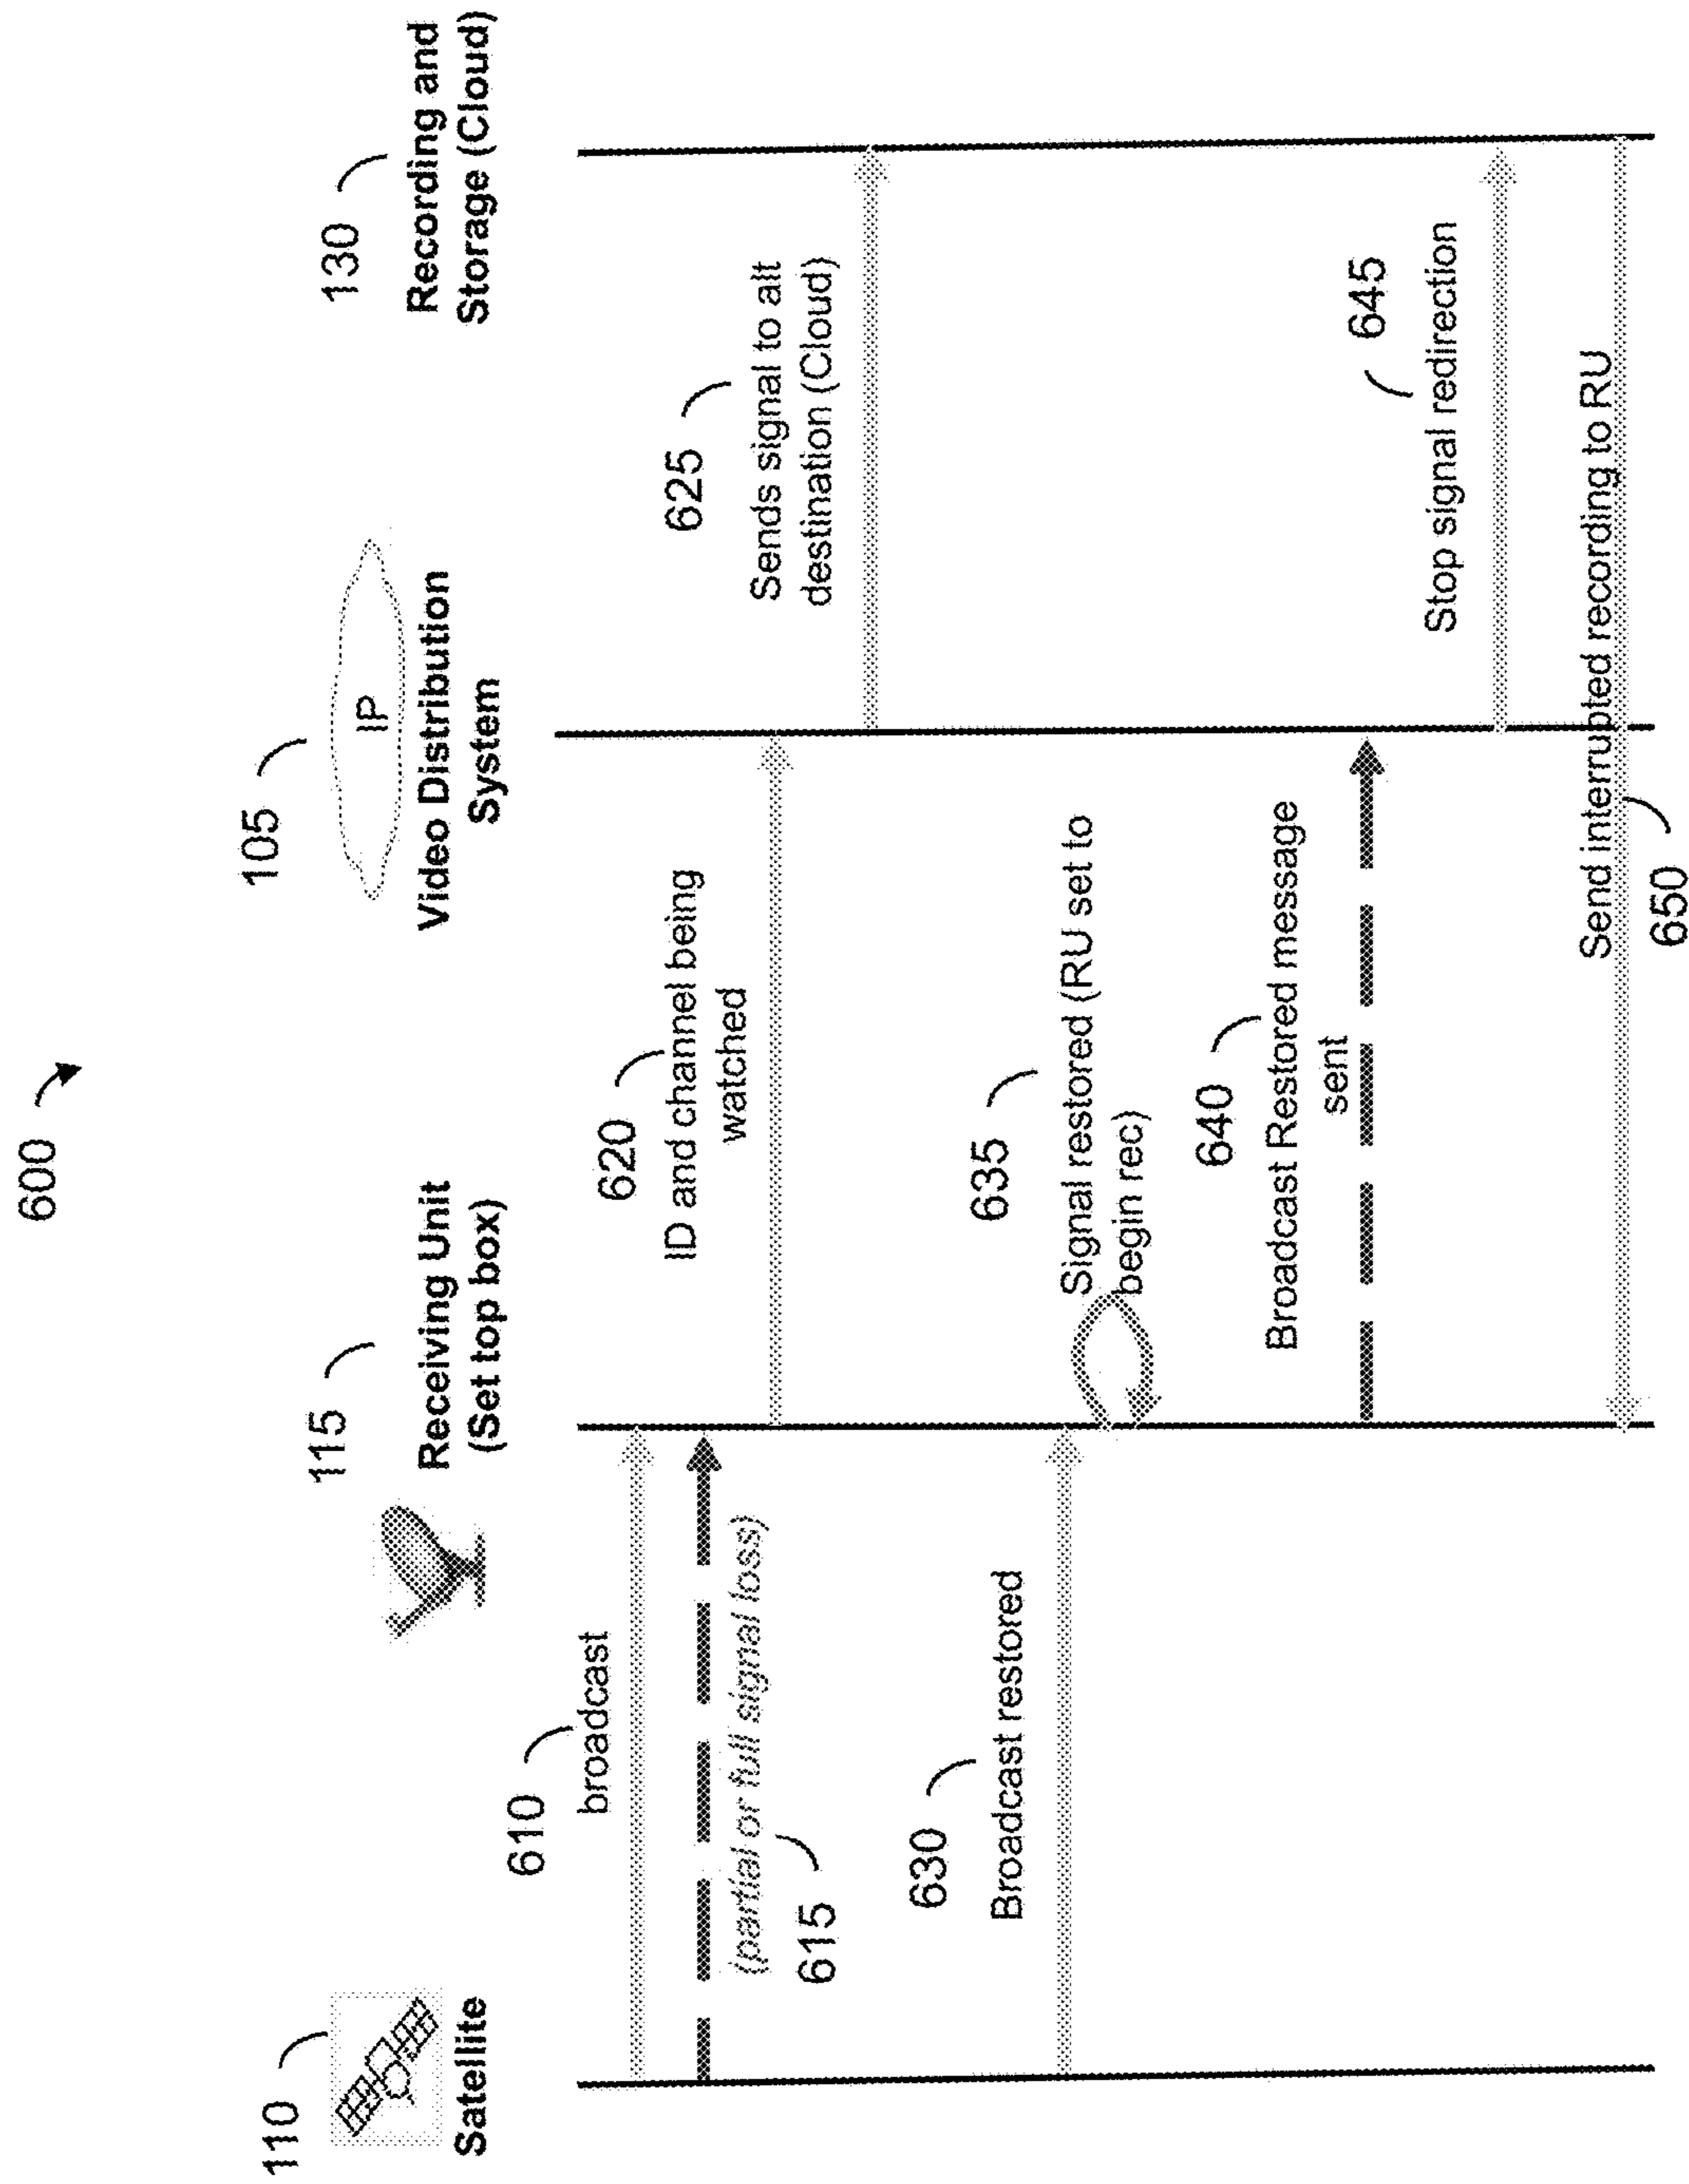 600
110
Satellite
115
Receiving Unit
(Set top box)
105
IP
Video Distribution
System
130
Recording and
Storage (Cloud)
610
broadcast
(partial or full signal loss)
615
620
ID and channel being
watched
625
Sends signal to alt
destination (Cloud)
630
Broadcast restored
635
Signal restored (RU set to
begin rec)
640
Broadcast Restored message
sent
645
Stop signal redirection
Send interrupted recording to RU
650